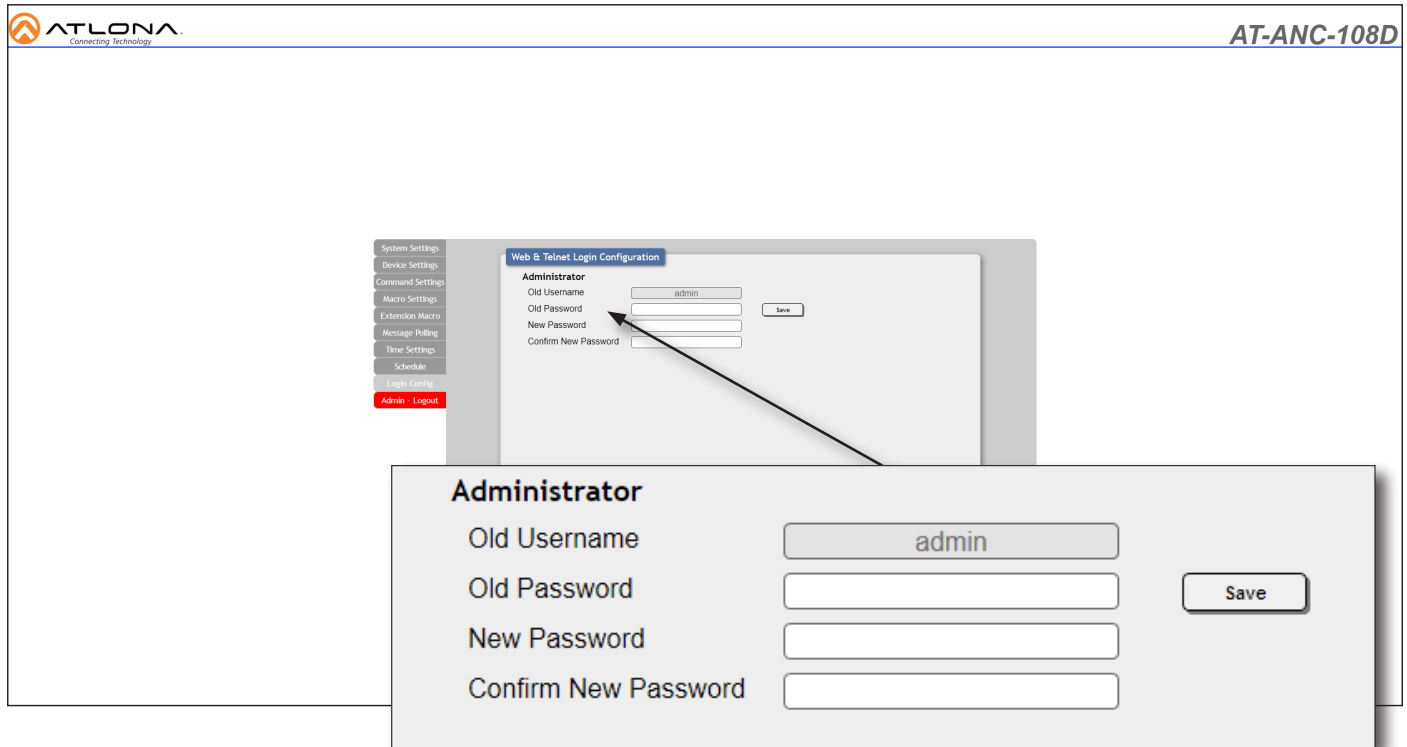 ATLONA.
Connecting Technology
AT-ANC-108D
System Settings
Device Settings
Command Settings
Macro Settings
Extension Macro
Message Polling
Time Settings
Schedule
Login Config
Admin - Logout
Web & Telnet Login Configuration
Administrator
Old Username admin
Old Password Save
New Password
Confirm New Password
Administrator
Old Username admin
Old Password Save
New Password
Confirm New Password